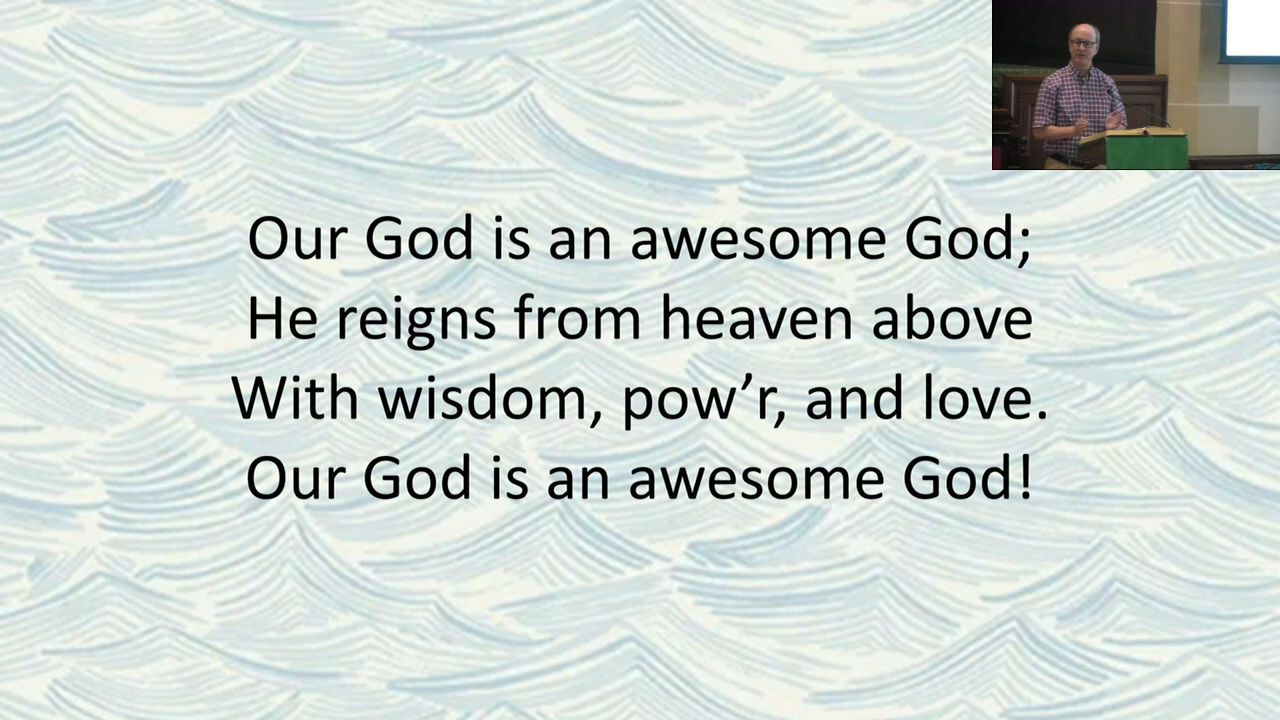 Our God is an awesome God;
He reigns from heaven above
With wisdom, pow’r, and love.
Our God is an awesome God!